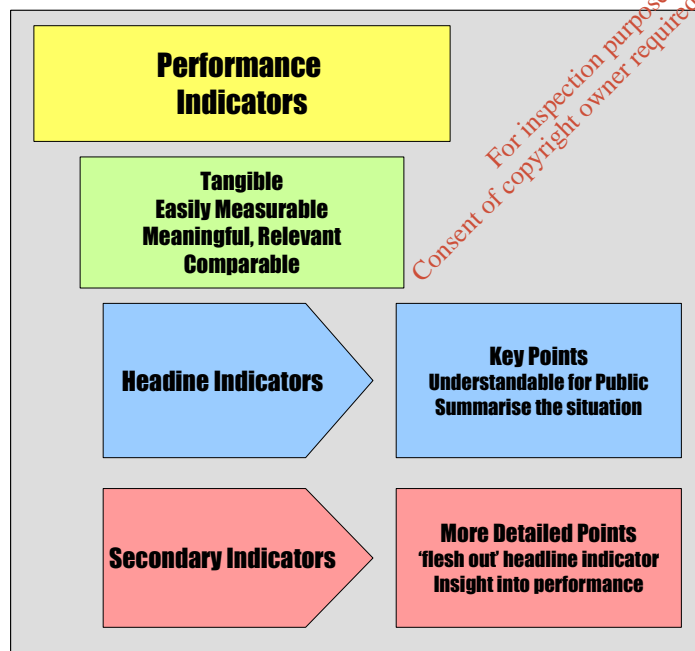 Performance
Indicators
Tangible
Easily Measurable
Meaningful, Relevant
Comparable
Headine Indicators
Key Points
Understandable for Public
Summarise the situation
Secondary Indicators
More Detailed Points
‘flesh out’ headline indicator
Insight into performance
For inspection purpose
Consent of copyright owner required